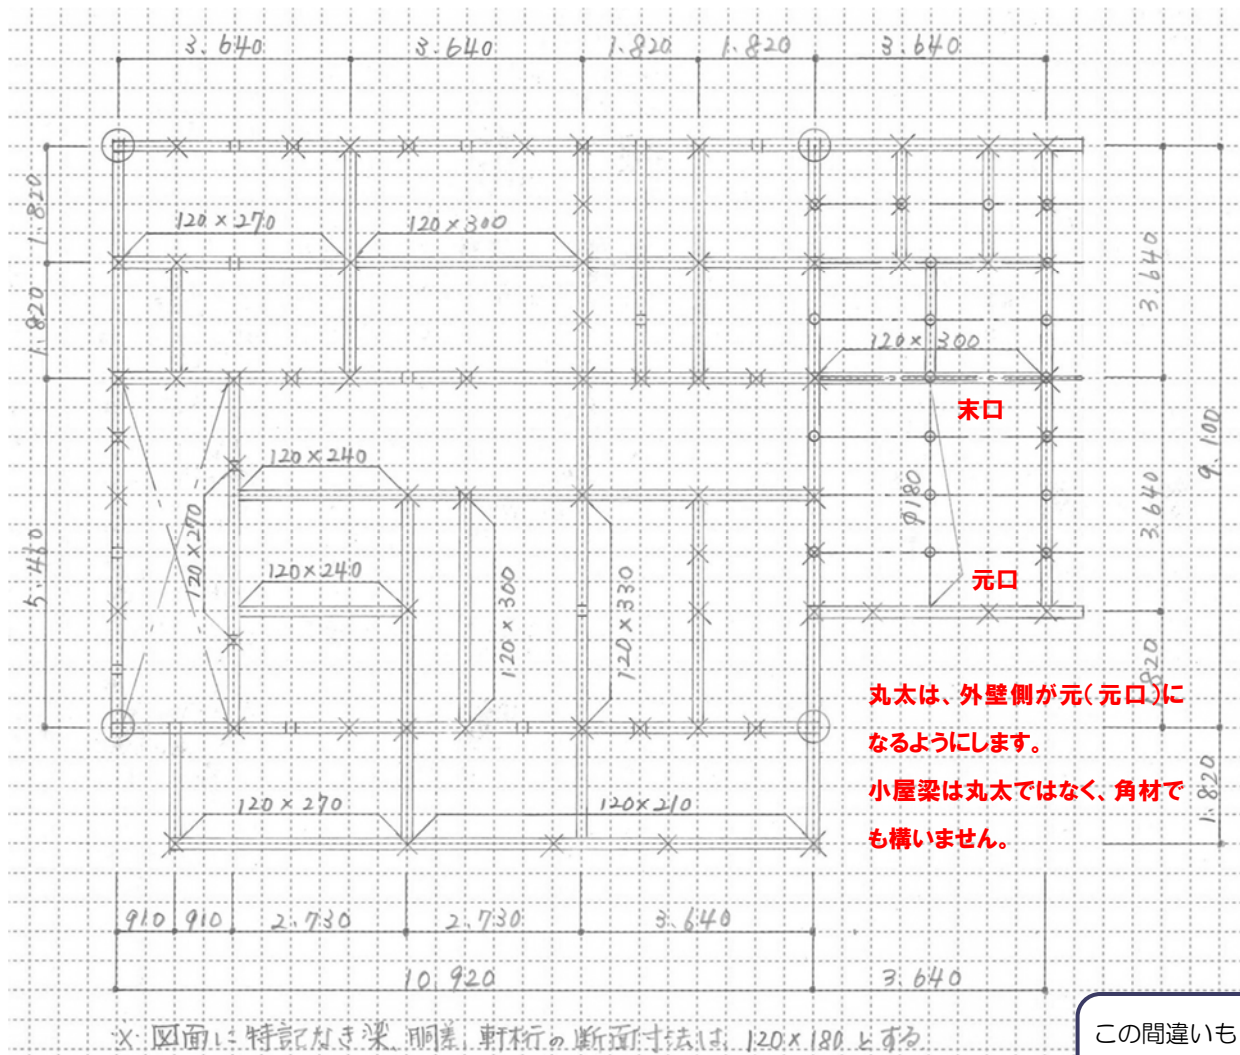 3.640 3.640 1.820 1.820 3.640
1.820
120×270 120×300
3.640
1.820
120×300
末口
9.100
120×240
120×270
φ180
3.640
5.460
120×240
元口
120×300
120×330
丸太は、外壁側が元(元口)に
なるようにします。
小屋梁は丸太ではなく、角材で
も構いません。
1.820
1.820
120×270 120×210
910 910 2.730 2.730 3.640
10.920 3.640
※ 図面に特記なき梁、胴差、軒桁の断面寸法は、120×180 とする
この間違いも